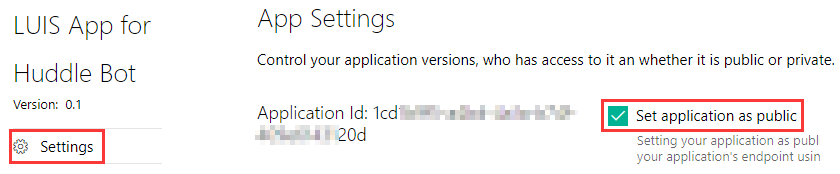 LUIS App for
Huddle Bot
Version: 0.1
Settings
App Settings
Control your application versions, who has access to it an whether it is public or private.
Application Id: 1cd
20d
Set application as public
Setting your application as publ
your application's endpoint usin